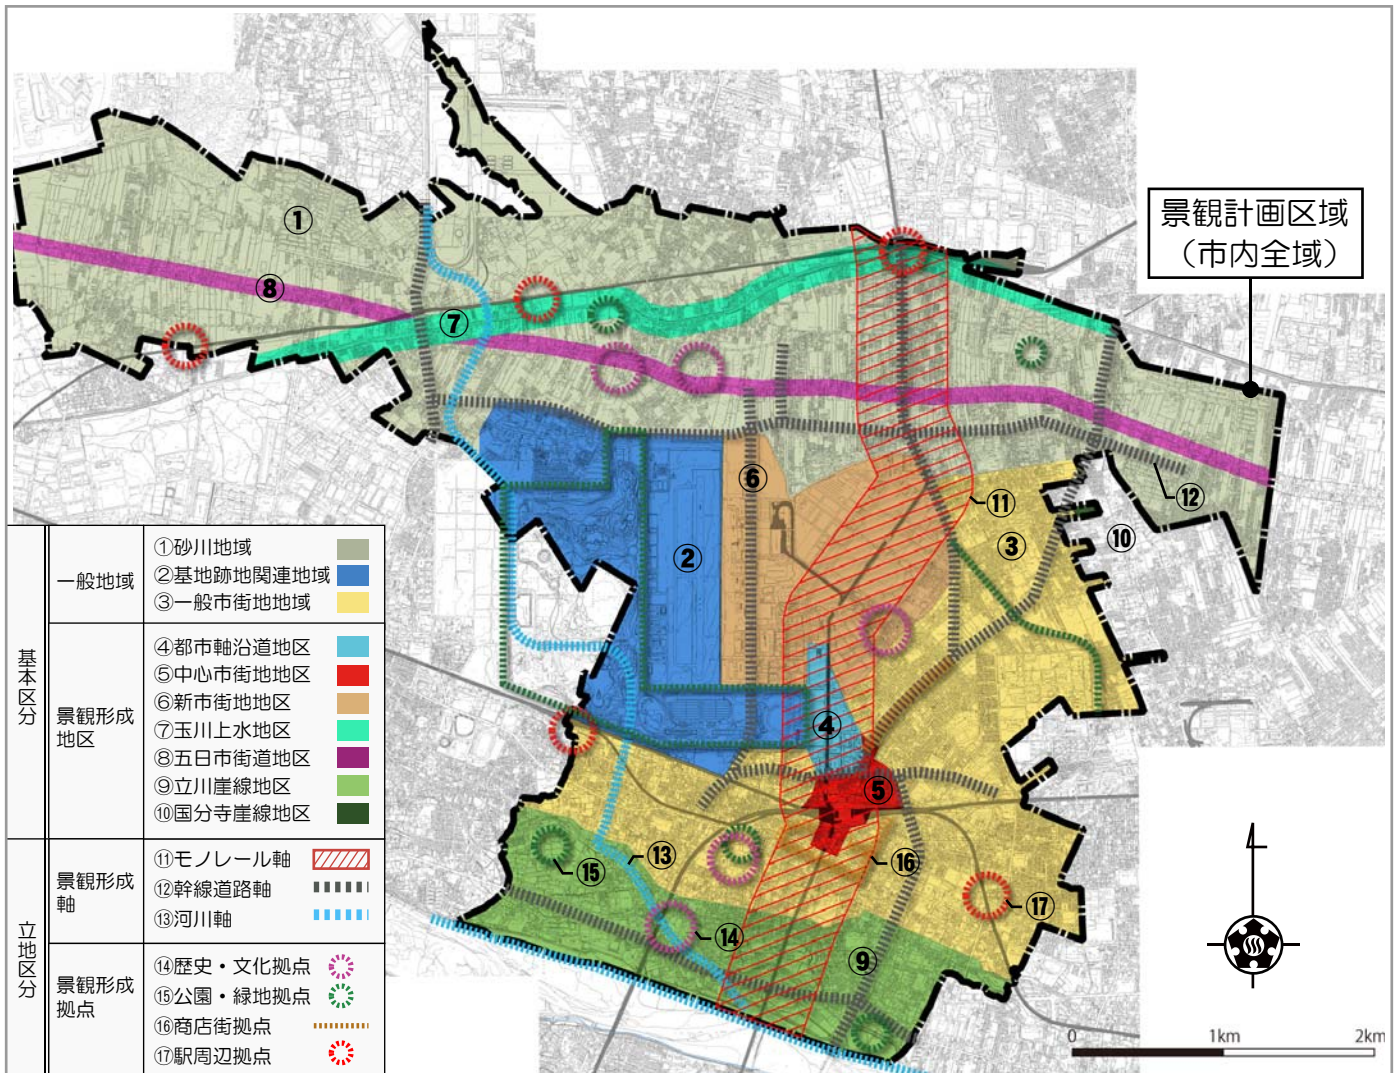 景観計画区域
（市内全域）
①
⑧
⑦
⑥
②
⑪
③
⑫
⑩
④
⑤
⑬
⑮
⑯
⑰
⑭
⑨
基本区分
一般地域
①砂川地域
②基地跡地関連地域
③一般市街地地域
景観形成
地区
④都市軸沿道地区
⑤中心市街地地区
⑥新市街地地区
⑦玉川上水地区
⑧五日市街道地区
⑨立川崖線地区
⑩国分寺崖線地区
立地区分
景観形成
軸
⑪モノレール軸
⑫幹線道路軸
⑬河川軸
景観形成
拠点
⑭歴史・文化拠点
⑮公園・緑地拠点
⑯商店街拠点
⑰駅周辺拠点
0 1km 2km